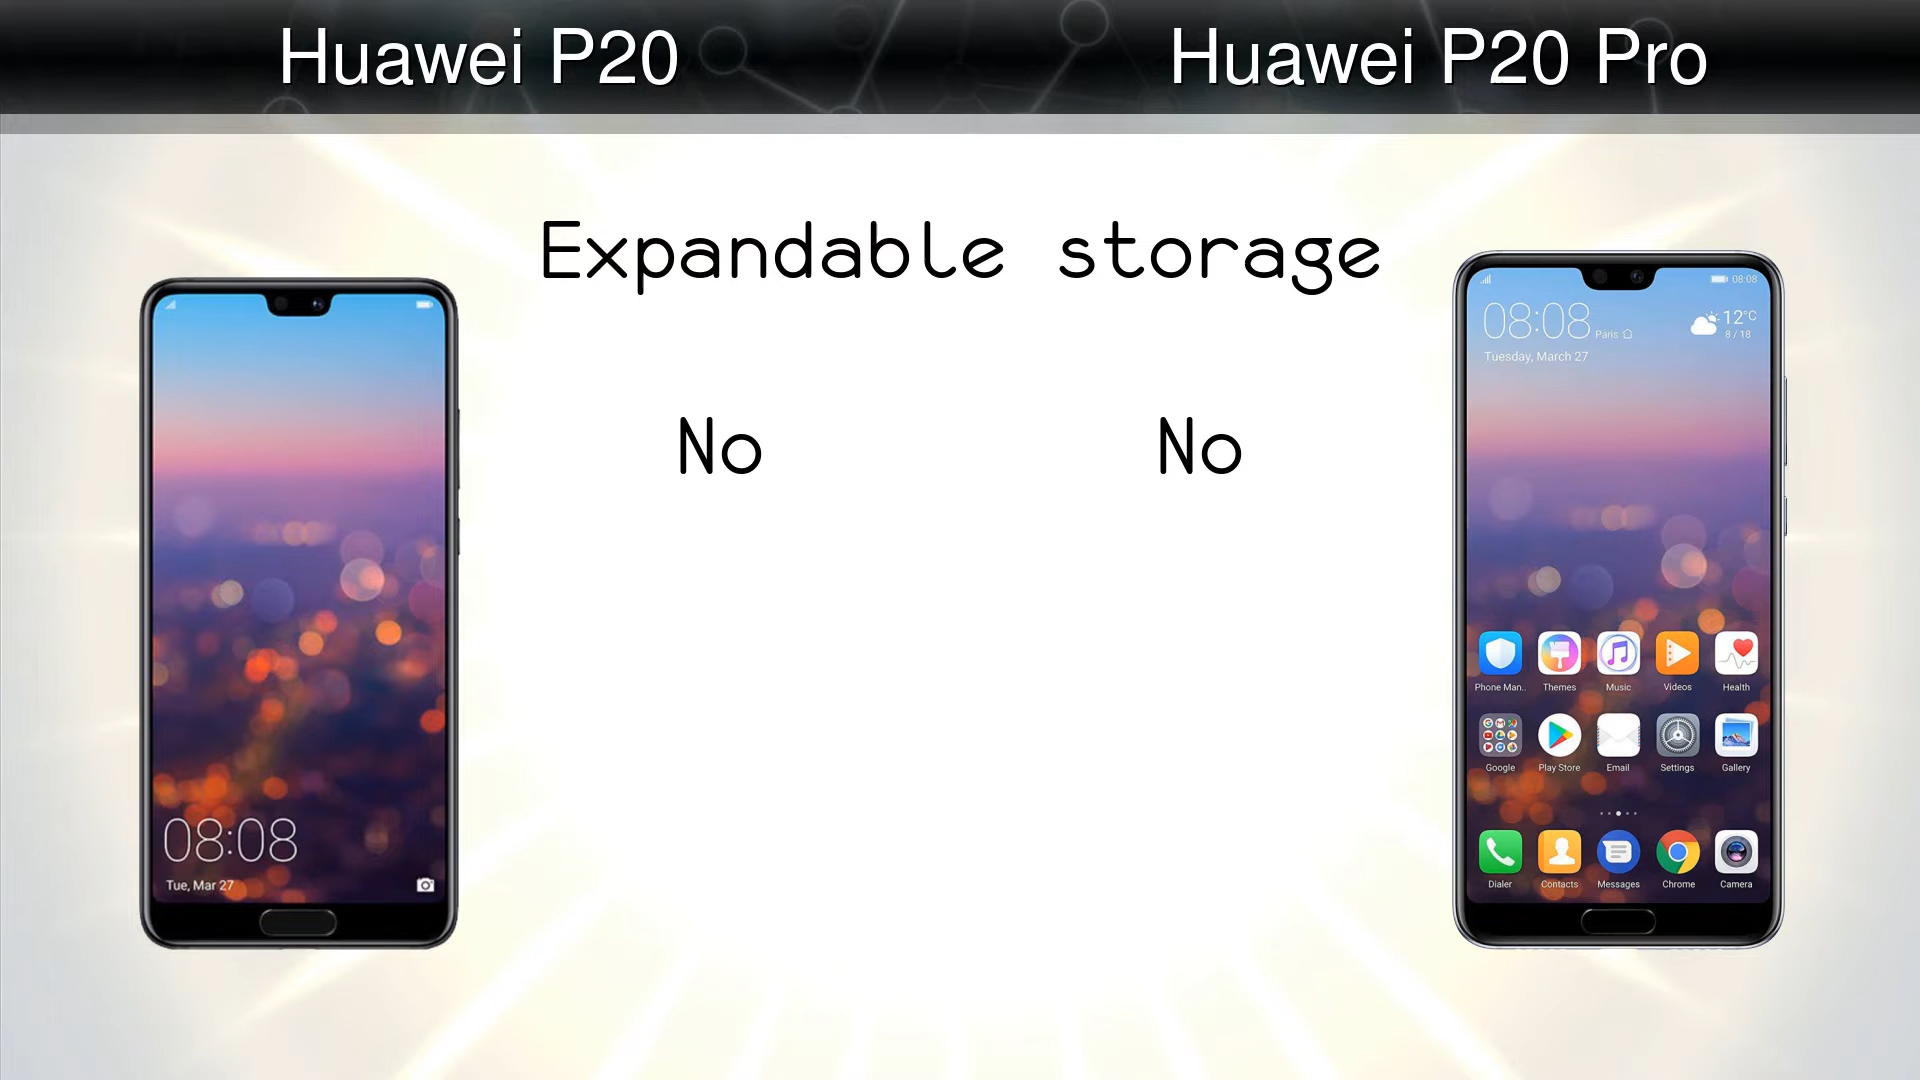 Huawei P20
Huawei P20 Pro
Expandable storage
No
No
08:08
Tue, Mar 27
08:08
08:08 Paris
12°C
8 / 18
Tuesday, March 27
Phone Man.. Themes Music Videos Health
Google Play Store Email Settings Gallery
Dialer Contacts Messages Chrome Camera